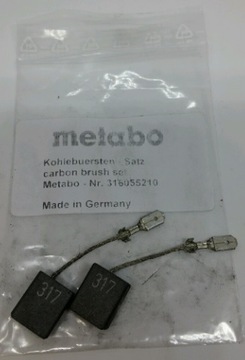 metabo
Kohlebuersten - Satz
carbon brush set
Metabo - Nr. 316055210
Made in Germany
317
317